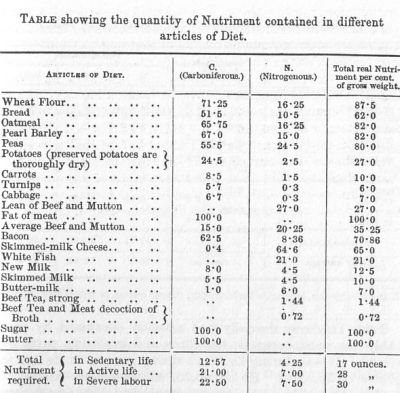 TABLE showing the quantity of Nutriment contained in different
articles of Diet.
ARTICLES OF DIET. C. (Carboniferous.) N. (Nitrogenous.) Total real Nutri-
ment per cent.
of gross weight.
Wheat Flour.. .. .. .. .. 71·25 16·25 87·5
Bread .. .. .. .. .. .. 51·5 10·5 62·0
Oatmeal .. .. .. .. .. .. 65·75 16·25 82·0
Pearl Barley .. .. .. .. .. 67·0 15·0 82·0
Peas .. .. .. .. .. .. 55·5 24·5 80·0
Potatoes (preserved potatoes are
thoroughly dry) .. .. .. } 24·5 2·5 27·0
Carrots .. .. .. .. .. .. 8·5 1·5 10·0
Turnips .. .. .. .. .. .. 5·7 0·3 6·0
Cabbage .. .. .. .. .. .. 6·7 0·3 7·0
Lean of Beef and Mutton .. .. .. 27·0 27·0
Fat of meat .. .. .. .. .. 100·0 .. 100·0
Average Beef and Mutton .. .. 15·0 20·25 35·25
Bacon .. .. .. .. .. .. 62·5 8·36 70·86
Skimmed-milk Cheese.. .. .. 0·4 64·6 65·0
White Fish .. .. .. .. .. .. 21·0 21·0
New Milk .. .. .. .. .. 8·0 4·5 12·5
Skimmed Milk .. .. .. .. 5·5 4·5 10·0
Butter-milk .. .. .. .. .. 1·0 6·0 7·0
Beef Tea, strong .. .. .. .. .. 1·44 1·44
Beef Tea and Meat decoction of
Broth .. .. .. .. .. } .. 0·72 0·72
Sugar .. .. .. .. .. .. 100·0 .. 100·0
Butter .. .. .. .. .. .. 100·0 .. 100·0
Total { in Sedentary life 12·57 4·25 17 ounces.
Nutriment { in Active life .. 21·00 7·00 28 „
required. { in Severe labour 22·50 7·50 30 „